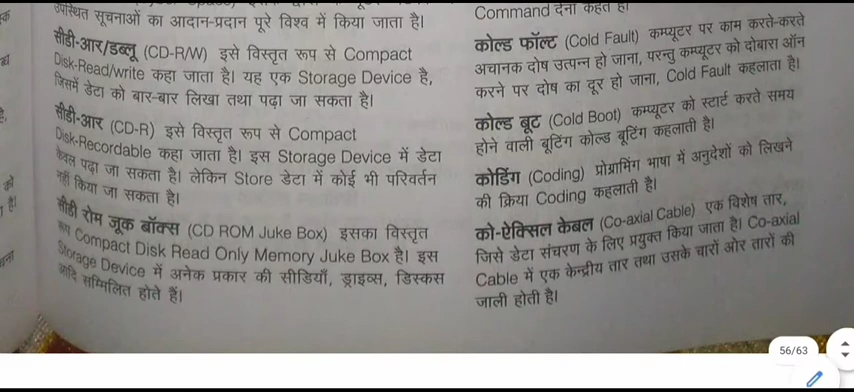 उपस्थित सूचनाओं का आदान-प्रदान पूरे विश्व में किया जाता है।
सीडी-आर/डब्लू (CD-R/W) इसे विस्तृत रूप से Compact
Disk-Read/write कहा जाता है। यह एक Storage Device है,
जिसमें डेटा को बार-बार लिखा तथा पढ़ा जा सकता है।
सीडी-आर (CD-R) इसे विस्तृत रूप से Compact
Disk-Recordable कहा जाता है। इस Storage Device में डेटा
केवल पढ़ा जा सकता है। लेकिन Store डेटा में कोई भी परिवर्तन
नहीं किया जा सकता है।
सीडी रोम जूक बॉक्स (CD ROM Juke Box) इसका विस्तृत
रूप Compact Disk Read Only Memory Juke Box है। इस
Storage Device में अनेक प्रकार की सीडियाँ, ड्राइव्स, डिस्कस
आदि सम्मिलित होते हैं।
Command देना कहते हैं।
कोल्ड फॉल्ट (Cold Fault) कम्प्यूटर पर काम करते-करते
अचानक दोष उत्पन्न हो जाना, परन्तु कम्प्यूटर को दोबारा ऑन
करने पर दोष का दूर हो जाना, Cold Fault कहलाता है।
कोल्ड बूट (Cold Boot) कम्प्यूटर को स्टार्ट करते समय
होने वाली बूटिंग कोल्ड बूटिंग कहलाती है।
कोडिंग (Coding) प्रोग्रामिंग भाषा में अनुदेशों को लिखने
की क्रिया Coding कहलाती है।
को-ऐक्सिल केबल (Co-axial Cable) एक विशेष तार,
जिसे डेटा संचरण के लिए प्रयुक्त किया जाता है। Co-axial
Cable में एक केन्द्रीय तार तथा उसके चारों ओर तारों की
जाली होती है।
56/63